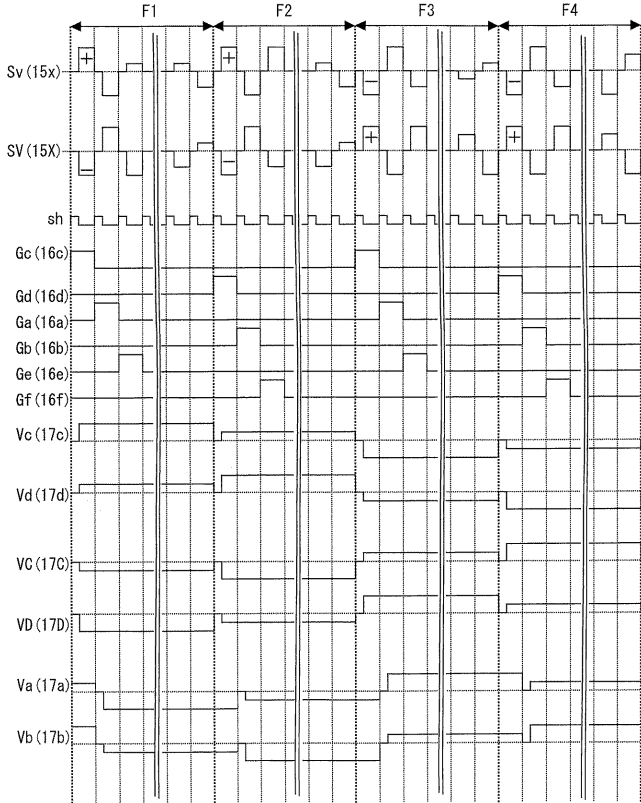 F1 F2 F3 F4
Sv(15x) + + − −
SV(15X) − − + +
sh
Gc(16c)
Gd(16d)
Ga(16a)
Gb(16b)
Ge(16e)
Gf(16f)
Vc(17c)
Vd(17d)
VC(17C)
VD(17D)
Va(17a)
Vb(17b)